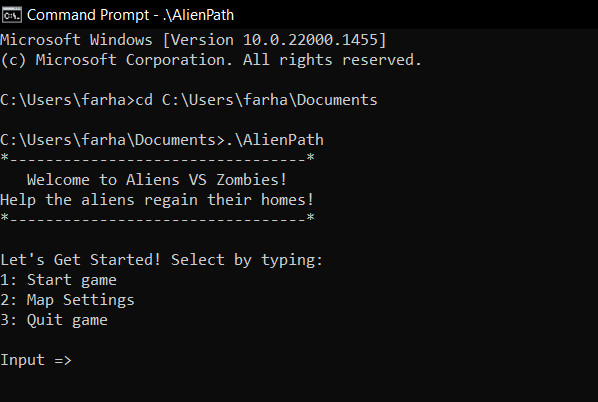 Command Prompt - .\AlienPath
Microsoft Windows [Version 10.0.22000.1455]
(c) Microsoft Corporation. All rights reserved.
C:\Users\farha>cd C:\Users\farha\Documents
C:\Users\farha\Documents>.\AlienPath
*---------------------------------*
Welcome to Aliens VS Zombies!
Help the aliens regain their homes!
*---------------------------------*
Let's Get Started! Select by typing:
1: Start game
2: Map Settings
3: Quit game
Input =>